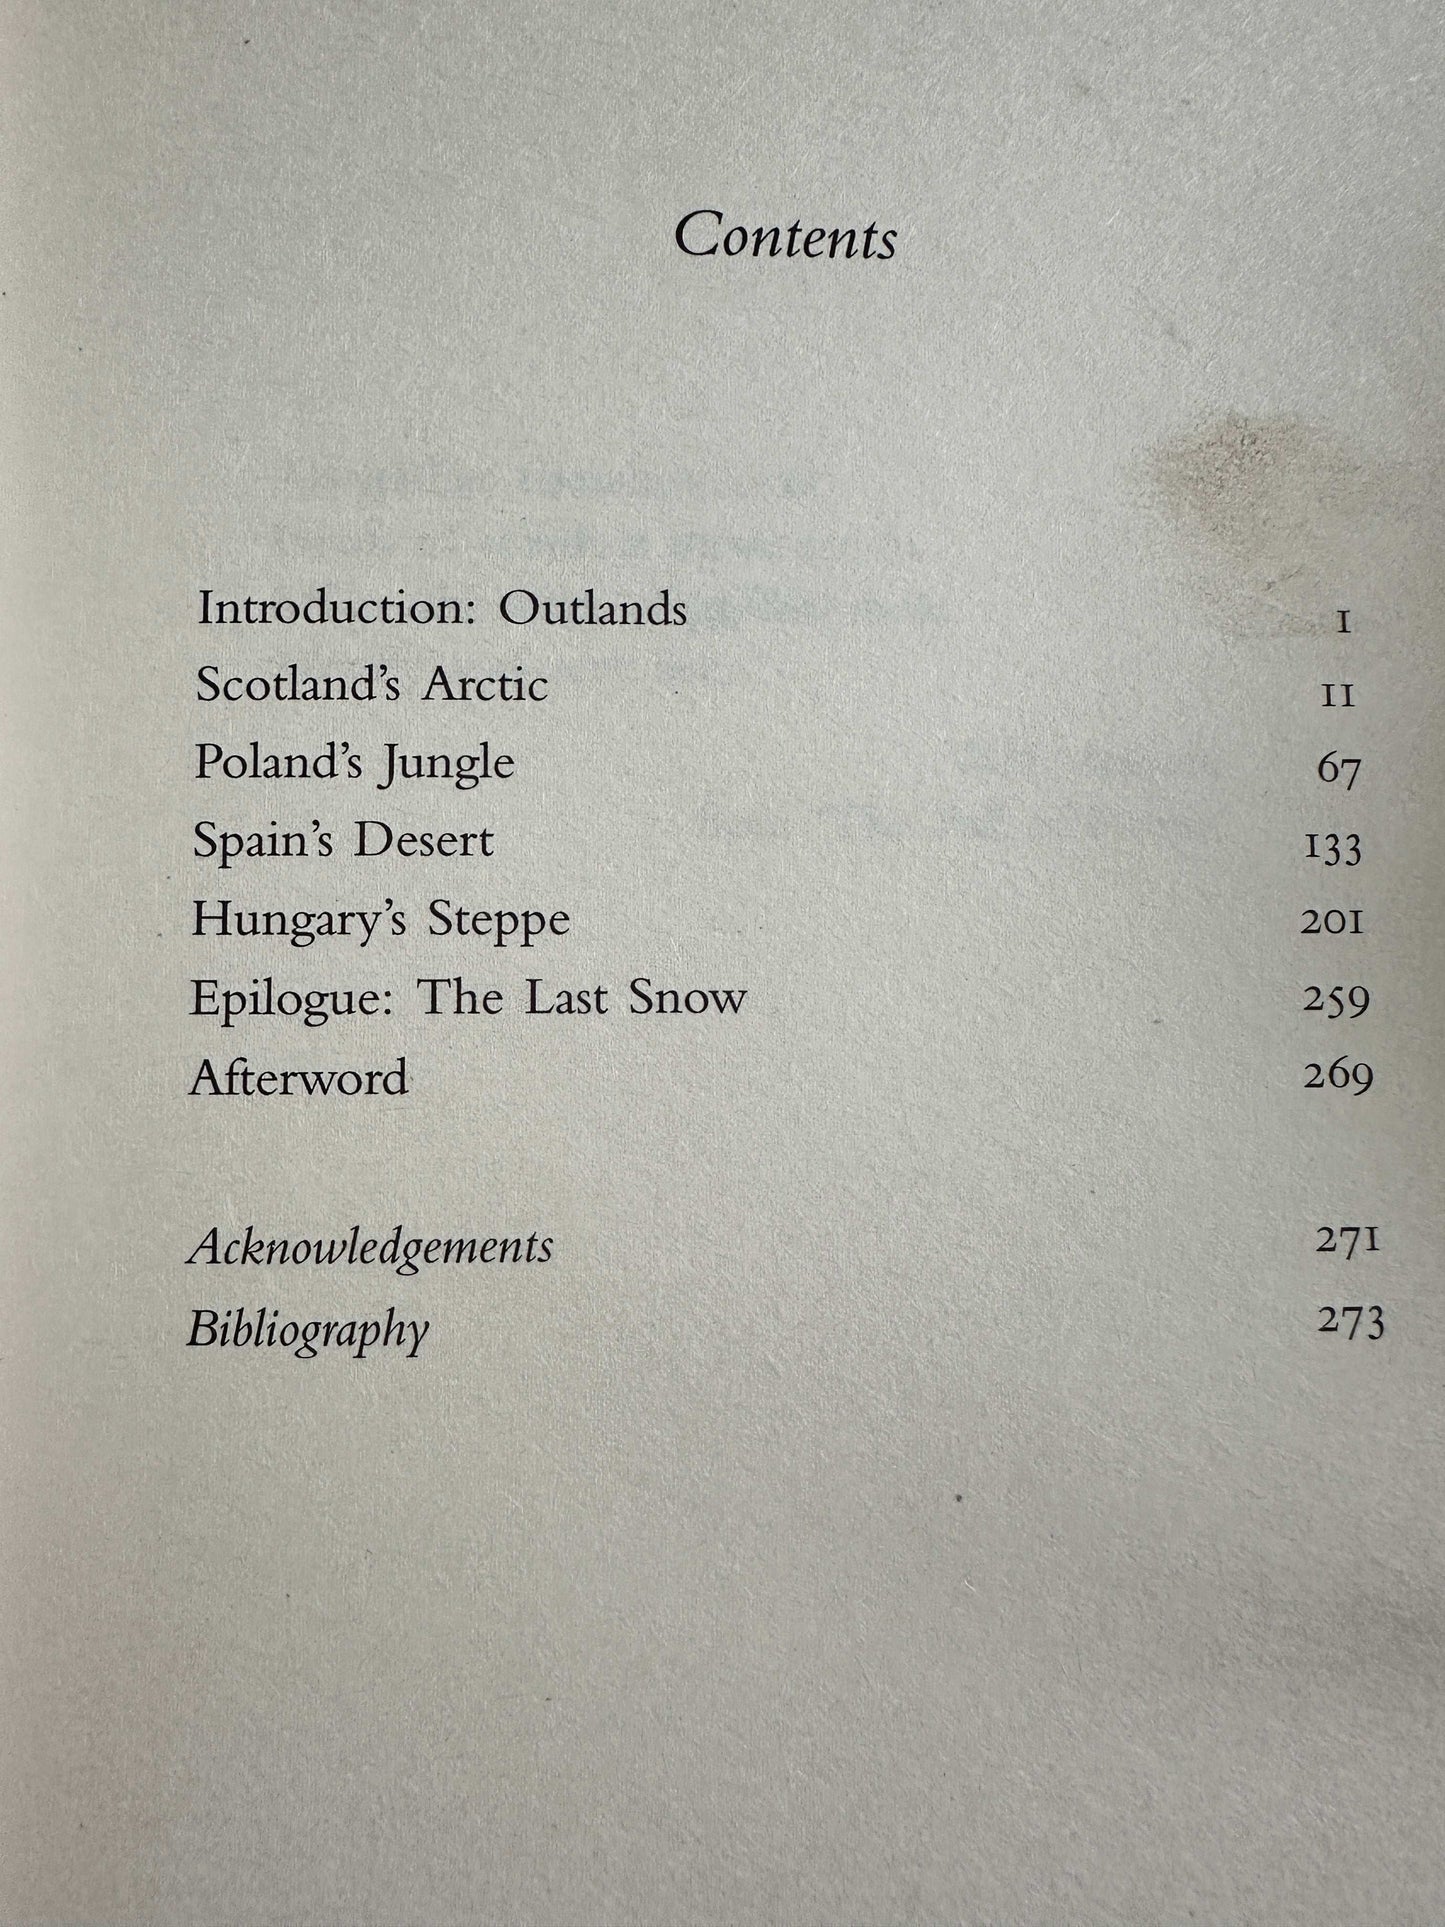 Contents
Introduction: Outlands 1
Scotland's Arctic 11
Poland's Jungle 67
Spain's Desert 133
Hungary's Steppe 201
Epilogue: The Last Snow 259
Afterword 269
Acknowledgements 271
Bibliography 273